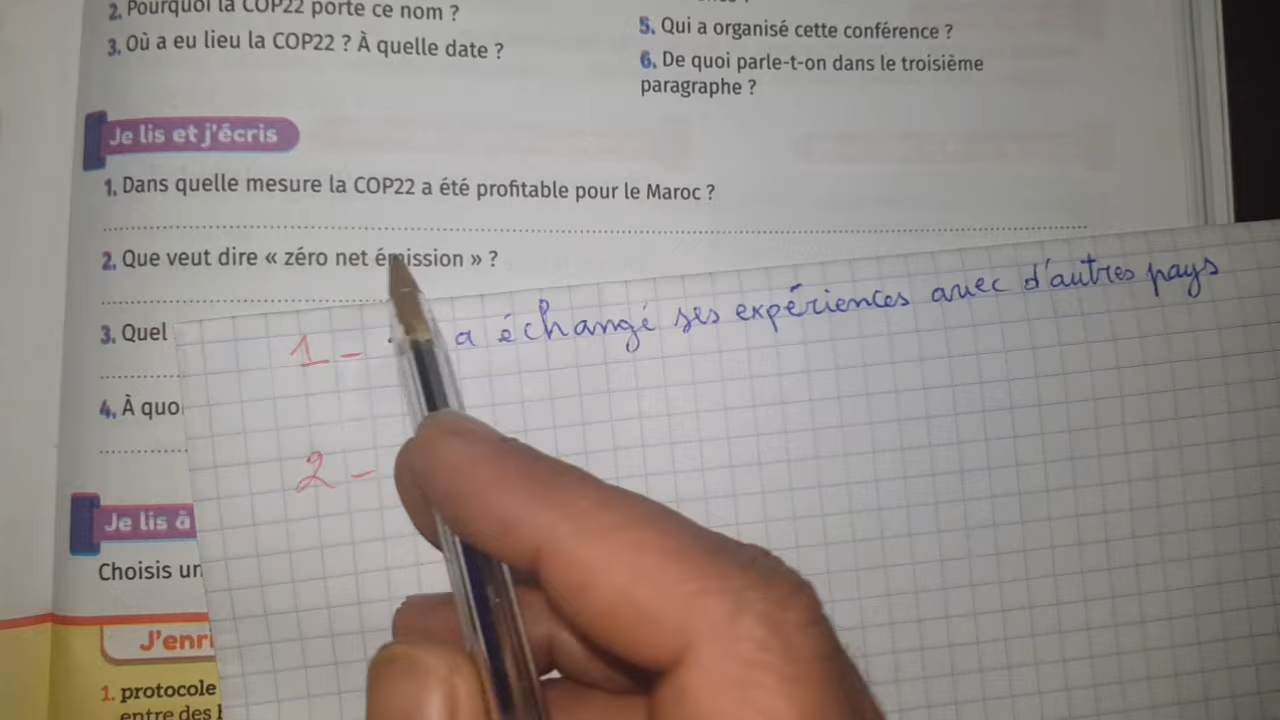 2. Pourquoi la COP22 porte ce nom ?
3. Où a eu lieu la COP22 ? À quelle date ?
5. Qui a organisé cette conférence ?
6. De quoi parle-t-on dans le troisième
paragraphe ?
Je lis et j'écris
1. Dans quelle mesure la COP22 a été profitable pour le Maroc ?
2. Que veut dire « zéro net émission » ?
3. Quel
4. À quoi
1 - a échangé ses expériences avec d'autres pays
2 -
Je lis à
Choisis un
J'enri
1. protocole
entre des